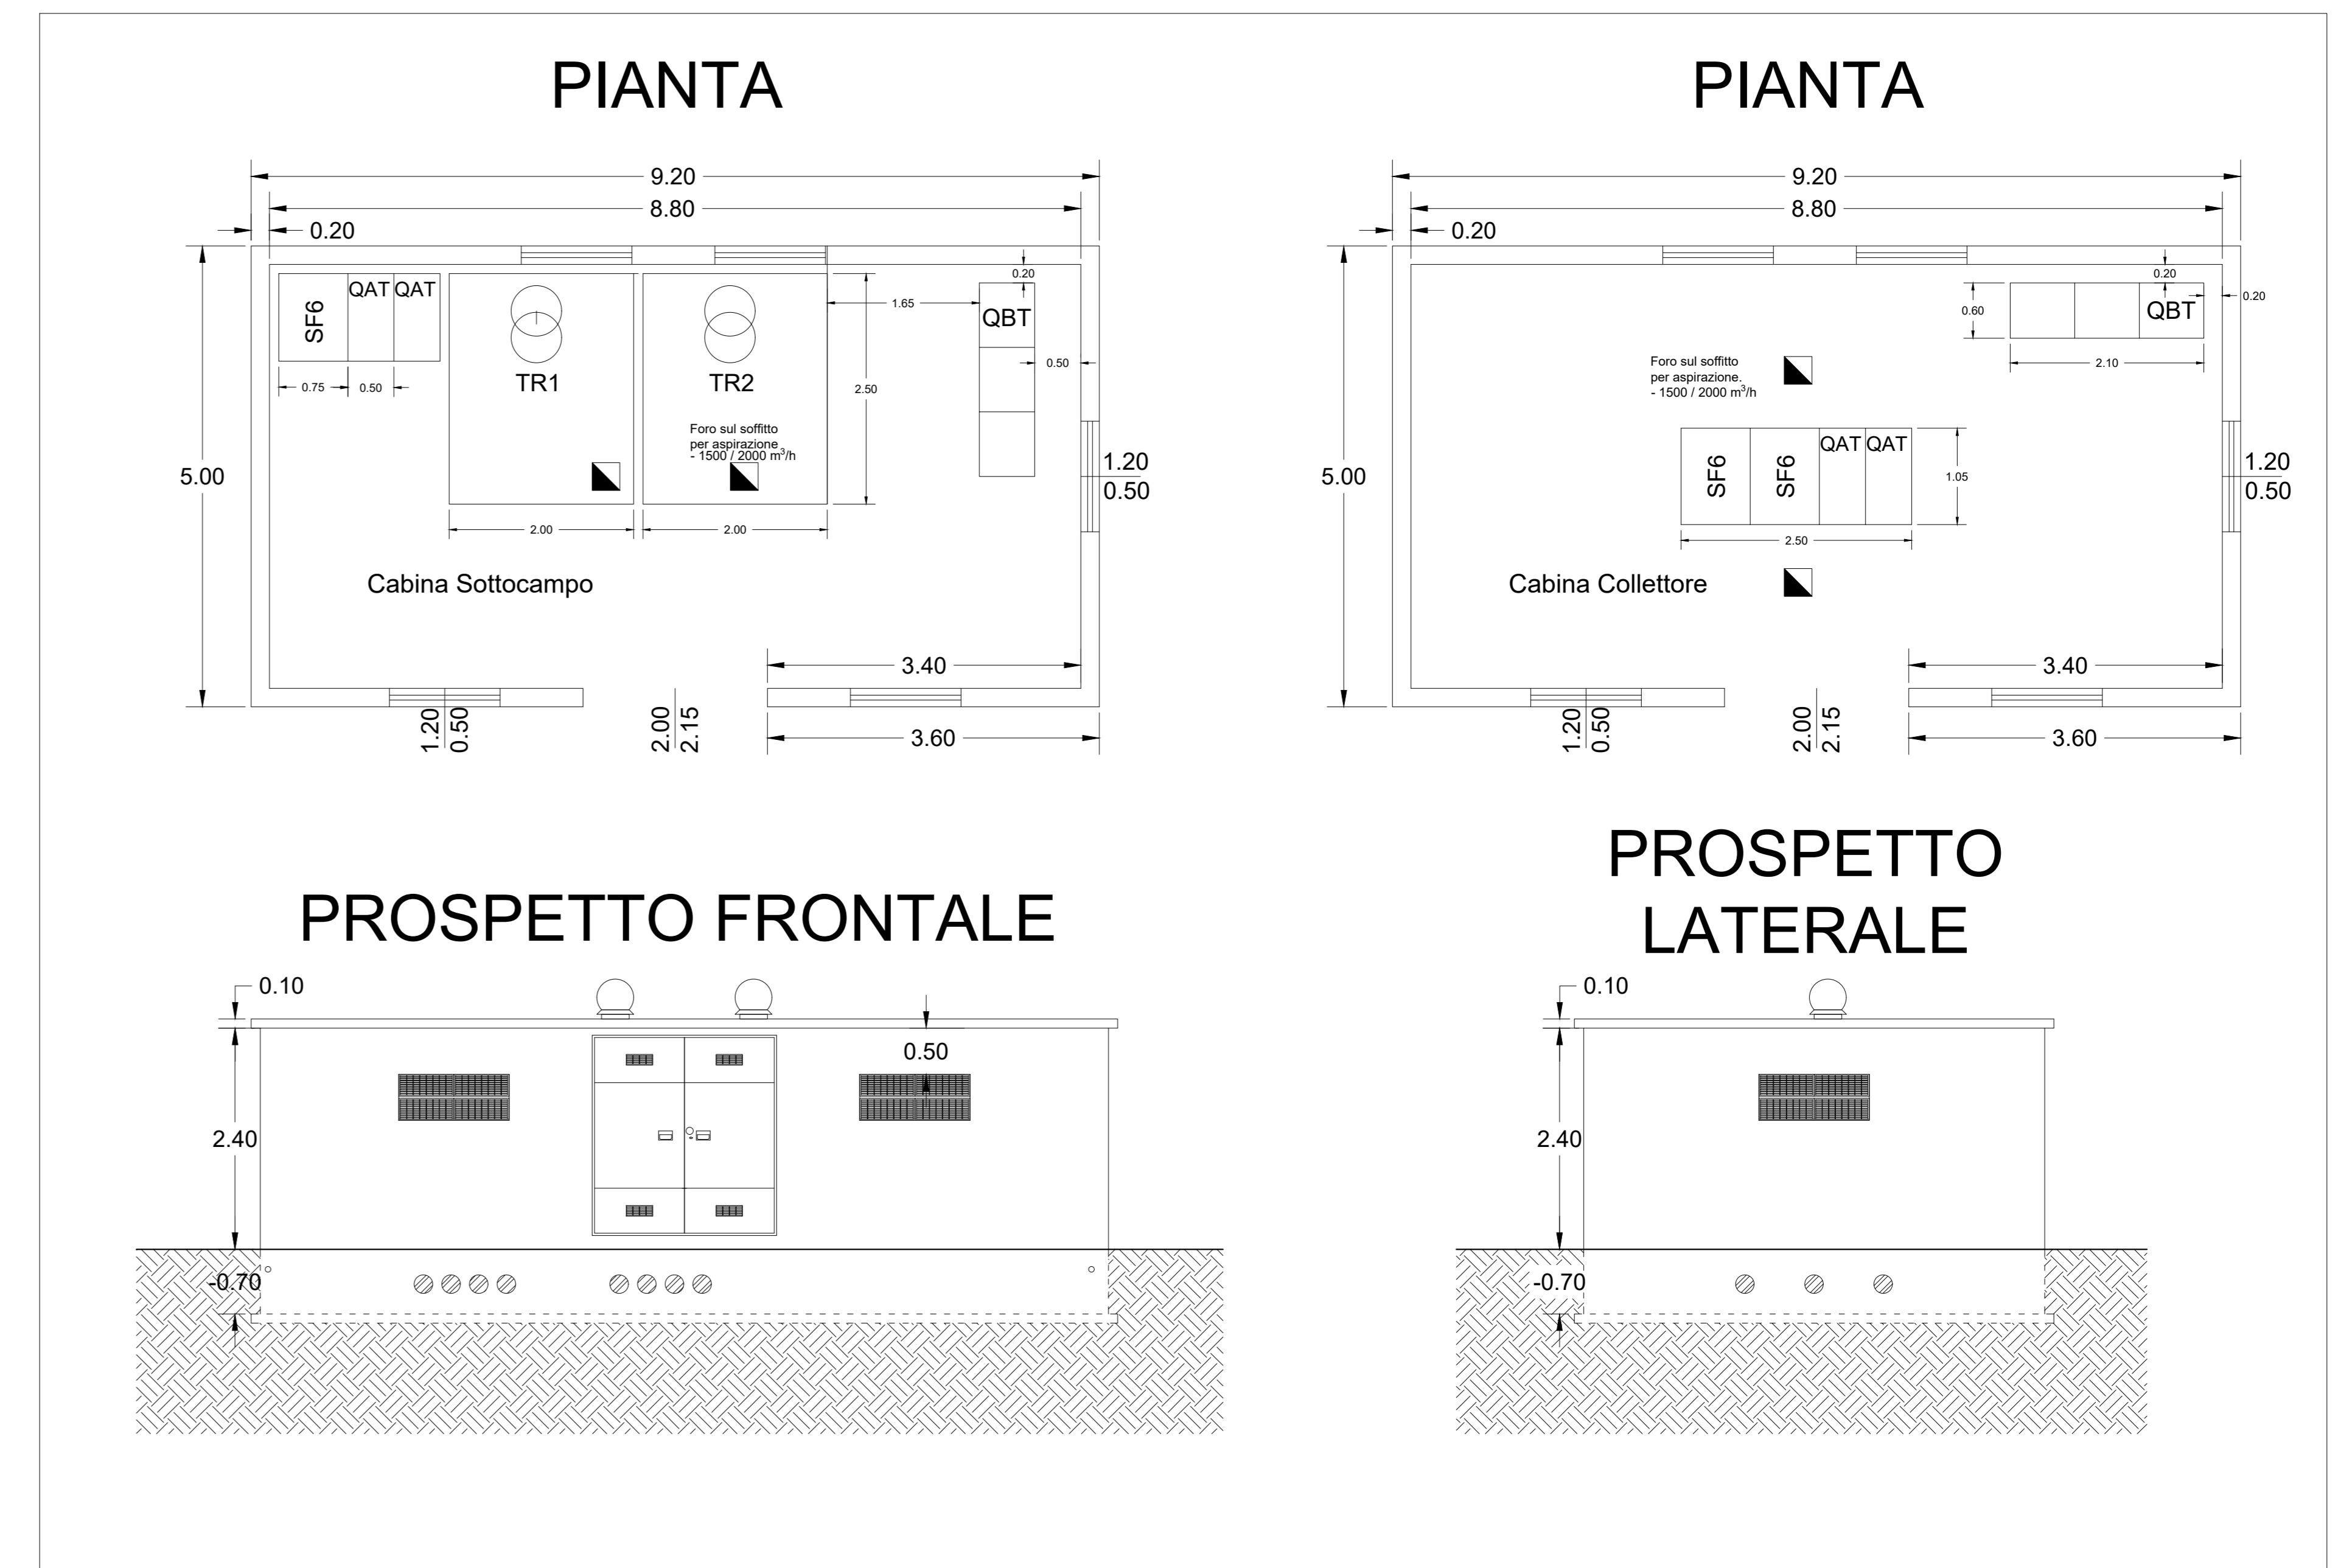 PIANTA
9.20
8.80
0.20
5.00
SF6
QAT
QAT
0.75
0.50
TR1
TR2
Foro sul soffitto
per aspirazione
- 1500 / 2000 m³/h
2.00
2.00
2.50
1.65
0.20
QBT
0.50
1.20
0.50
Cabina Sottocampo
3.40
1.20
0.50
2.00
2.15
3.60
PIANTA
9.20
8.80
0.20
5.00
0.20
0.20
0.60
QBT
2.10
Foro sul soffitto
per aspirazione.
- 1500 / 2000 m³/h
SF6
SF6
QAT
QAT
1.05
2.50
1.20
0.50
Cabina Collettore
3.40
1.20
0.50
2.00
2.15
3.60
PROSPETTO FRONTALE
0.10
0.50
2.40
-0.70
PROSPETTO
LATERALE
0.10
2.40
-0.70